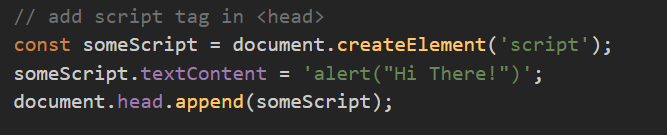 // add script tag in <head>
const someScript = document.createElement('script');
someScript.textContent = 'alert("Hi There!")';
document.head.append(someScript);